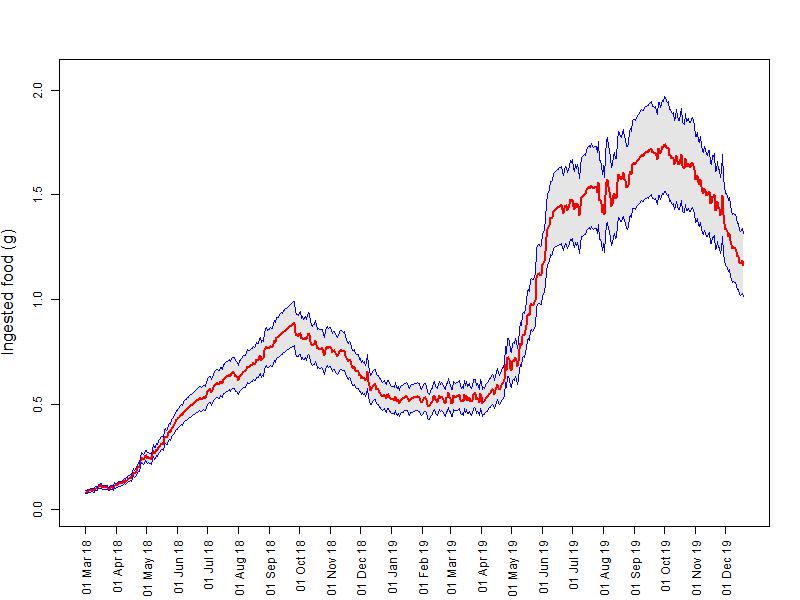 Ingested food (g)
2.0
1.5
1.0
0.5
0.0
01 Mar 18
01 Apr 18
01 May 18
01 Jun 18
01 Jul 18
01 Aug 18
01 Sep 18
01 Oct 18
01 Nov 18
01 Dec 18
01 Jan 19
01 Feb 19
01 Mar 19
01 Apr 19
01 May 19
01 Jun 19
01 Jul 19
01 Aug 19
01 Sep 19
01 Oct 19
01 Nov 19
01 Dec 19